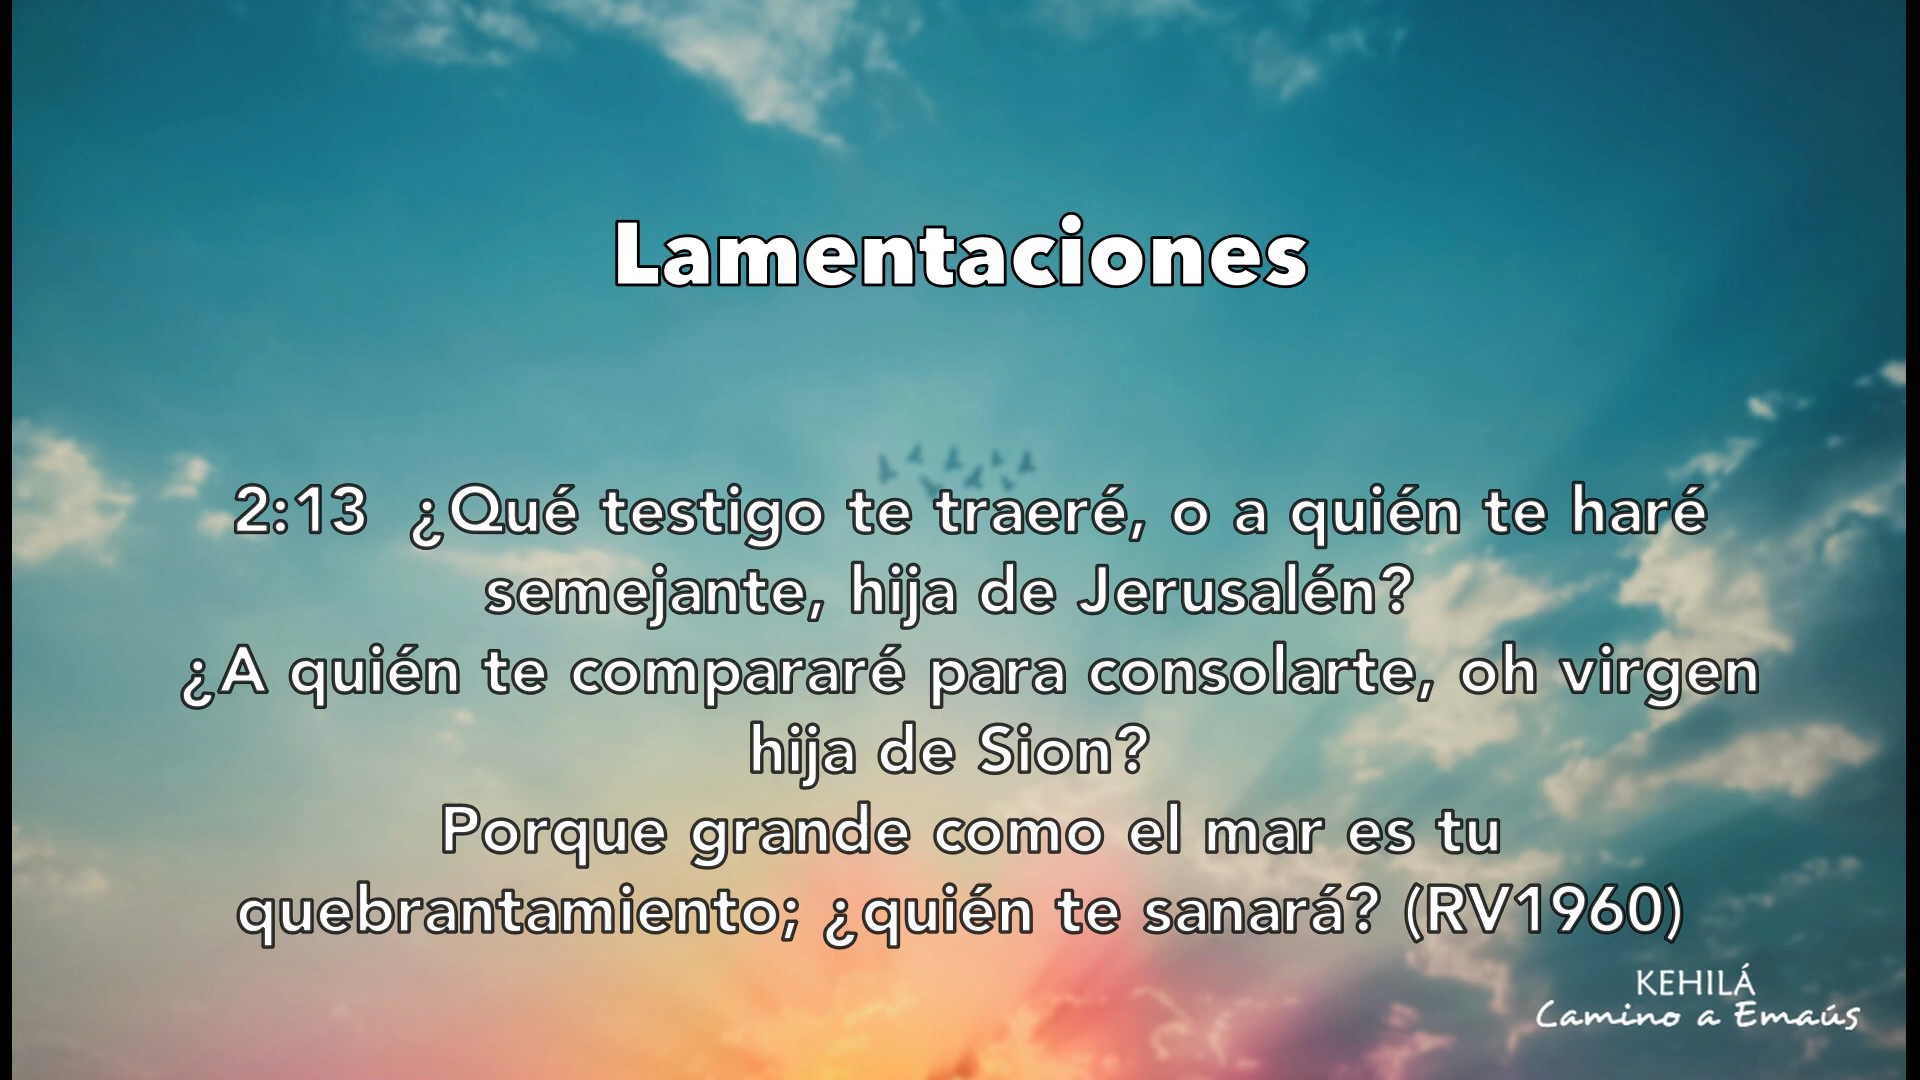 Lamentaciones
2:13  ¿Qué testigo te traeré, o a quién te haré
semejante, hija de Jerusalén?
¿A quién te compararé para consolarte, oh virgen
hija de Sion?
Porque grande como el mar es tu
quebrantamiento; ¿quién te sanará? (RV1960)
KEHILÁ
Camino a Emaús